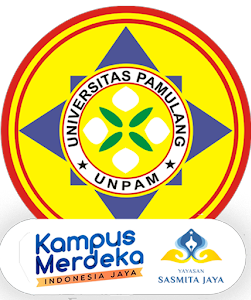 UNIVERSITAS PAMULANG
UNPAM
Kampus
Merdeka
INDONESIA JAYA
YAYASAN
SASMITA JAYA